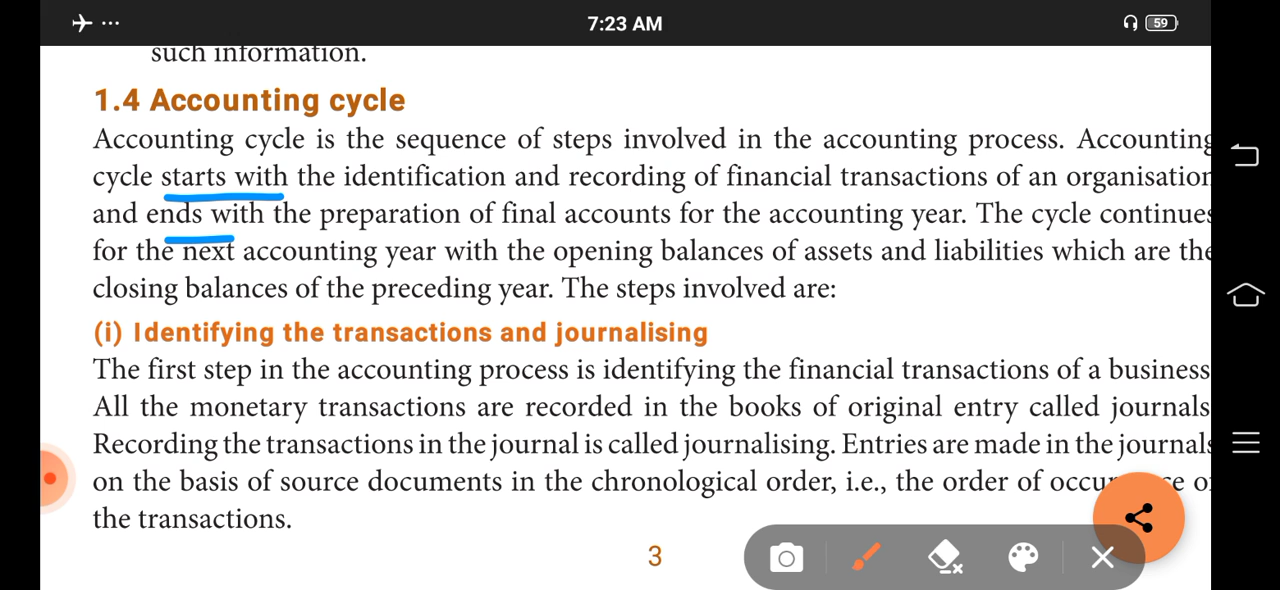 7:23 AM
59
such information.
1.4 Accounting cycle
Accounting cycle is the sequence of steps involved in the accounting process. Accounting
cycle starts with the identification and recording of financial transactions of an organisation
and ends with the preparation of final accounts for the accounting year. The cycle continues
for the next accounting year with the opening balances of assets and liabilities which are the
closing balances of the preceding year. The steps involved are:
(i) Identifying the transactions and journalising
The first step in the accounting process is identifying the financial transactions of a business
All the monetary transactions are recorded in the books of original entry called journals
Recording the transactions in the journal is called journalising. Entries are made in the journals
on the basis of source documents in the chronological order, i.e., the order of
the transactions.
3